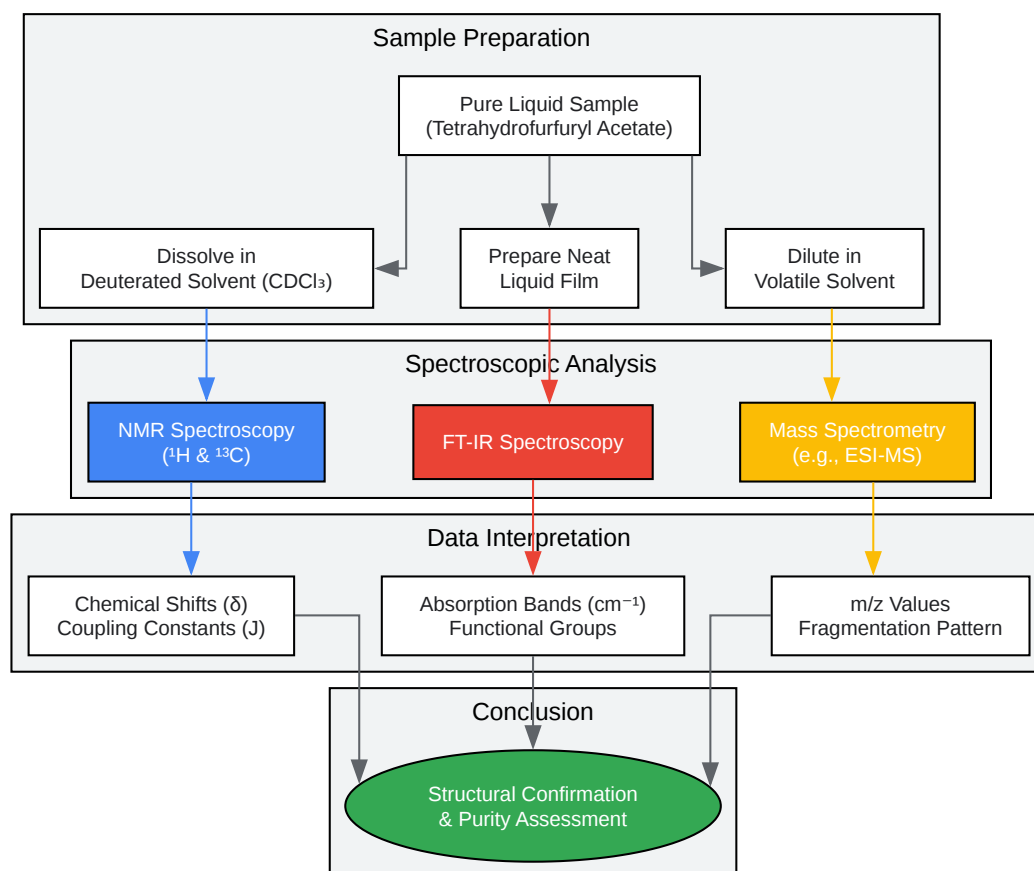 Sample Preparation
Pure Liquid Sample
(Tetrahydrofurfuryl Acetate)
Dissolve in
Deuterated Solvent (CDCl₃)
Prepare Neat
Liquid Film
Dilute in
Volatile Solvent
Spectroscopic Analysis
NMR Spectroscopy
(¹H & ¹³C)
FT-IR Spectroscopy
Mass Spectrometry
(e.g., ESI-MS)
Data Interpretation
Chemical Shifts (δ)
Coupling Constants (J)
Absorption Bands (cm⁻¹)
Functional Groups
m/z Values
Fragmentation Pattern
Conclusion
Structural Confirmation
& Purity Assessment